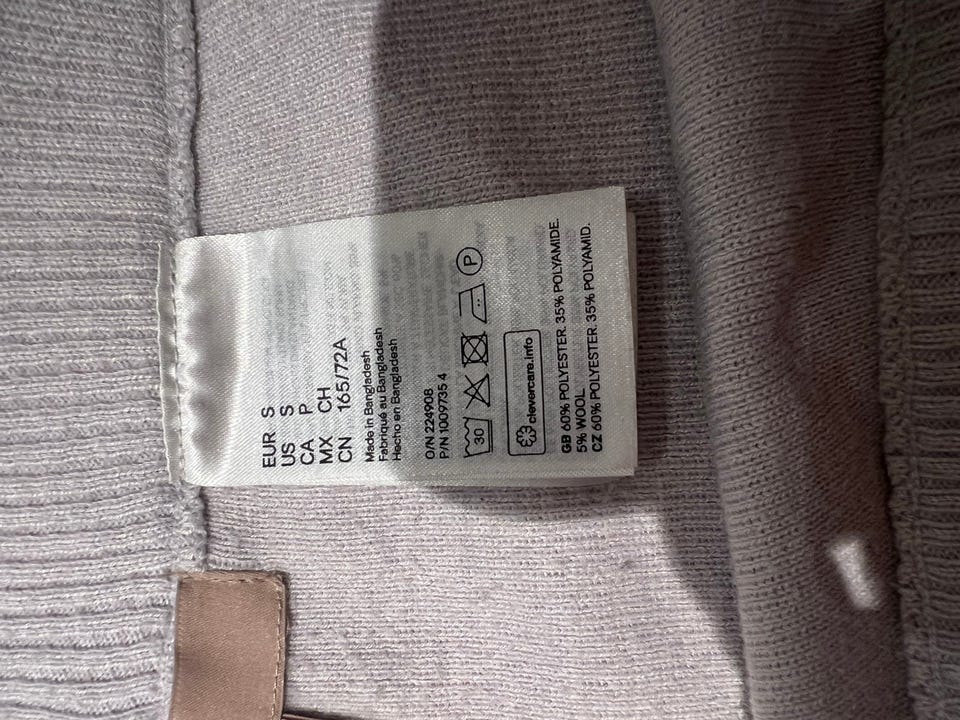 EUR S
US S
CA P
MX CH
CN 165/72A
Made in Bangladesh
Fabriqué au Bangladesh
Hecho en Bangladesh
O/N 224908
P/N 1009735 4
30
P
clevercare.info
GB 60% POLYESTER. 35% POLYAMIDE.
5% WOOL
CZ 60% POLYESTER. 35% POLYAMID.